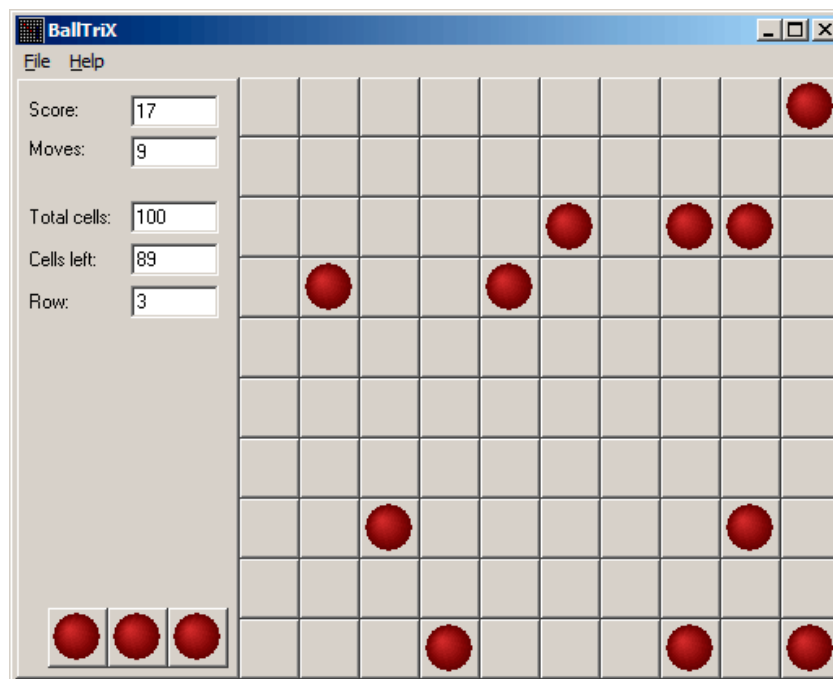 BallTriX
File Help
Score: 17
Moves: 9
Total cells: 100
Cells left: 89
Row: 3